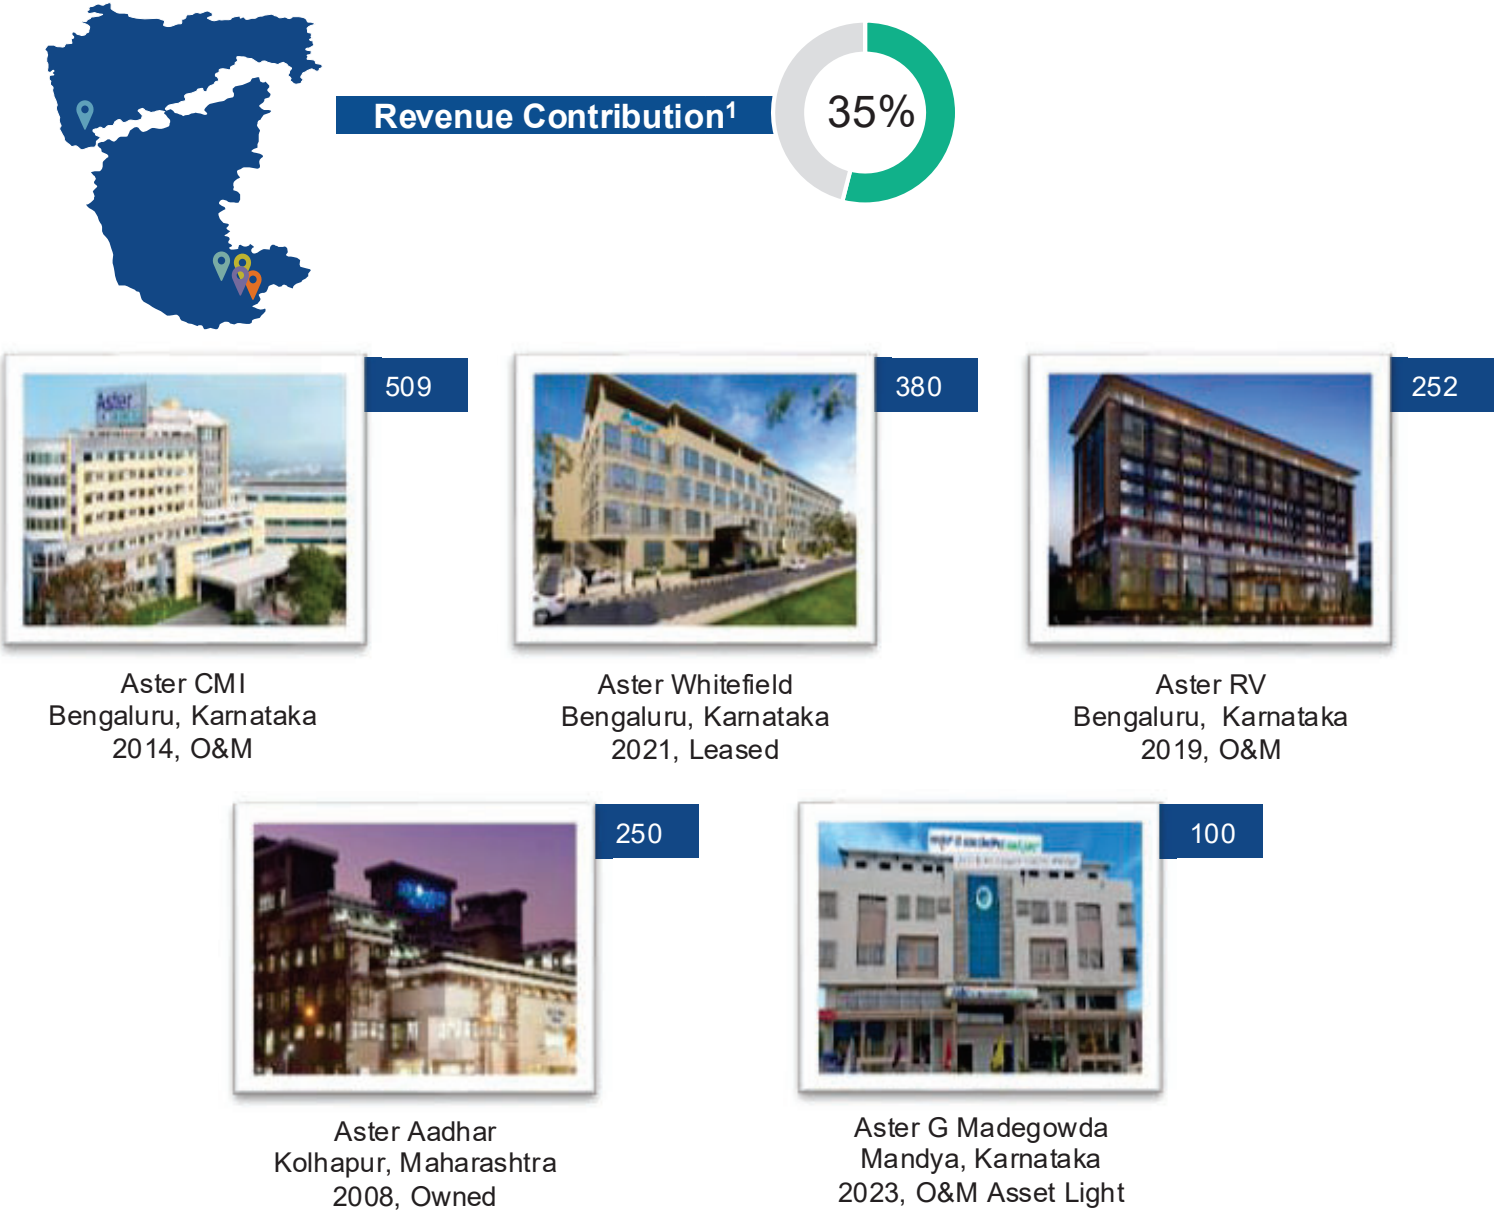 Revenue Contribution¹
35%
509
380
252
Aster
Aster CMI
Bengaluru, Karnataka
2014, O&M
Aster Whitefield
Bengaluru, Karnataka
2021, Leased
Aster RV
Bengaluru, Karnataka
2019, O&M
250
100
Aster Aadhar
Kolhapur, Maharashtra
2008, Owned
Aster G Madegowda
Mandya, Karnataka
2023, O&M Asset Light